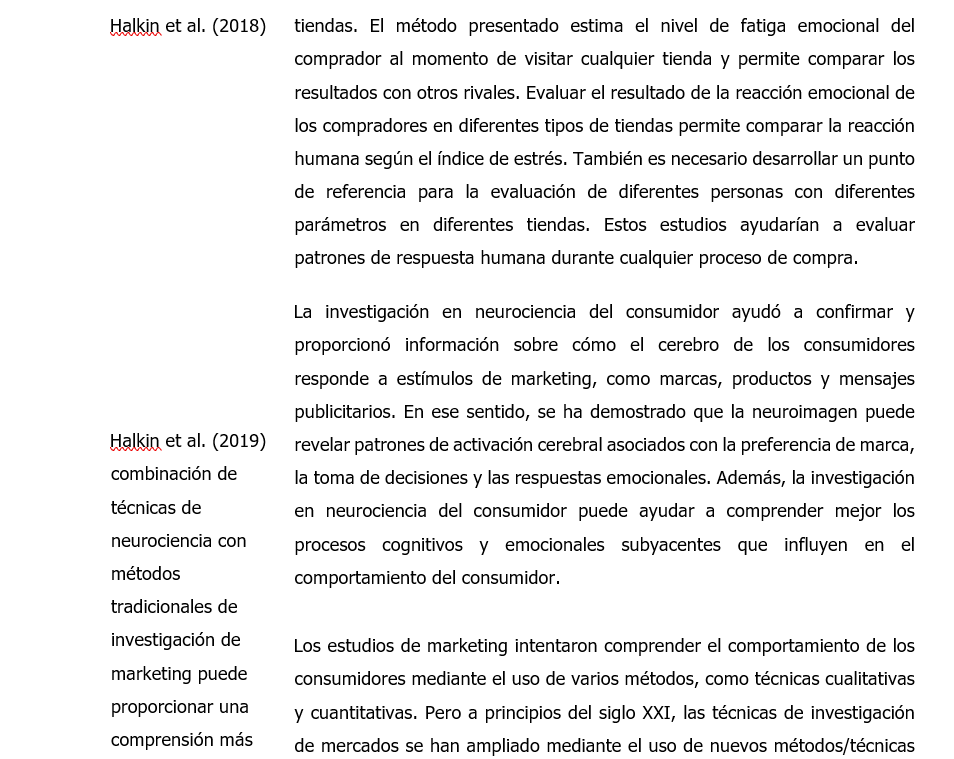 Halkin et al. (2018)
tiendas. El método presentado estima el nivel de fatiga emocional del
comprador al momento de visitar cualquier tienda y permite comparar los
resultados con otros rivales. Evaluar el resultado de la reacción emocional de
los compradores en diferentes tipos de tiendas permite comparar la reacción
humana según el índice de estrés. También es necesario desarrollar un punto
de referencia para la evaluación de diferentes personas con diferentes
parámetros en diferentes tiendas. Estos estudios ayudarían a evaluar
patrones de respuesta humana durante cualquier proceso de compra.
Halkin et al. (2019)
combinación de
técnicas de
neurociencia con
métodos
tradicionales de
investigación de
marketing puede
proporcionar una
comprensión más
La investigación en neurociencia del consumidor ayudó a confirmar y
proporcionó información sobre cómo el cerebro de los consumidores
responde a estímulos de marketing, como marcas, productos y mensajes
publicitarios. En ese sentido, se ha demostrado que la neuroimagen puede
revelar patrones de activación cerebral asociados con la preferencia de marca,
la toma de decisiones y las respuestas emocionales. Además, la investigación
en neurociencia del consumidor puede ayudar a comprender mejor los
procesos cognitivos y emocionales subyacentes que influyen en el
comportamiento del consumidor.
Los estudios de marketing intentaron comprender el comportamiento de los
consumidores mediante el uso de varios métodos, como técnicas cualitativas
y cuantitativas. Pero a principios del siglo XXI, las técnicas de investigación
de mercados se han ampliado mediante el uso de nuevos métodos/técnicas